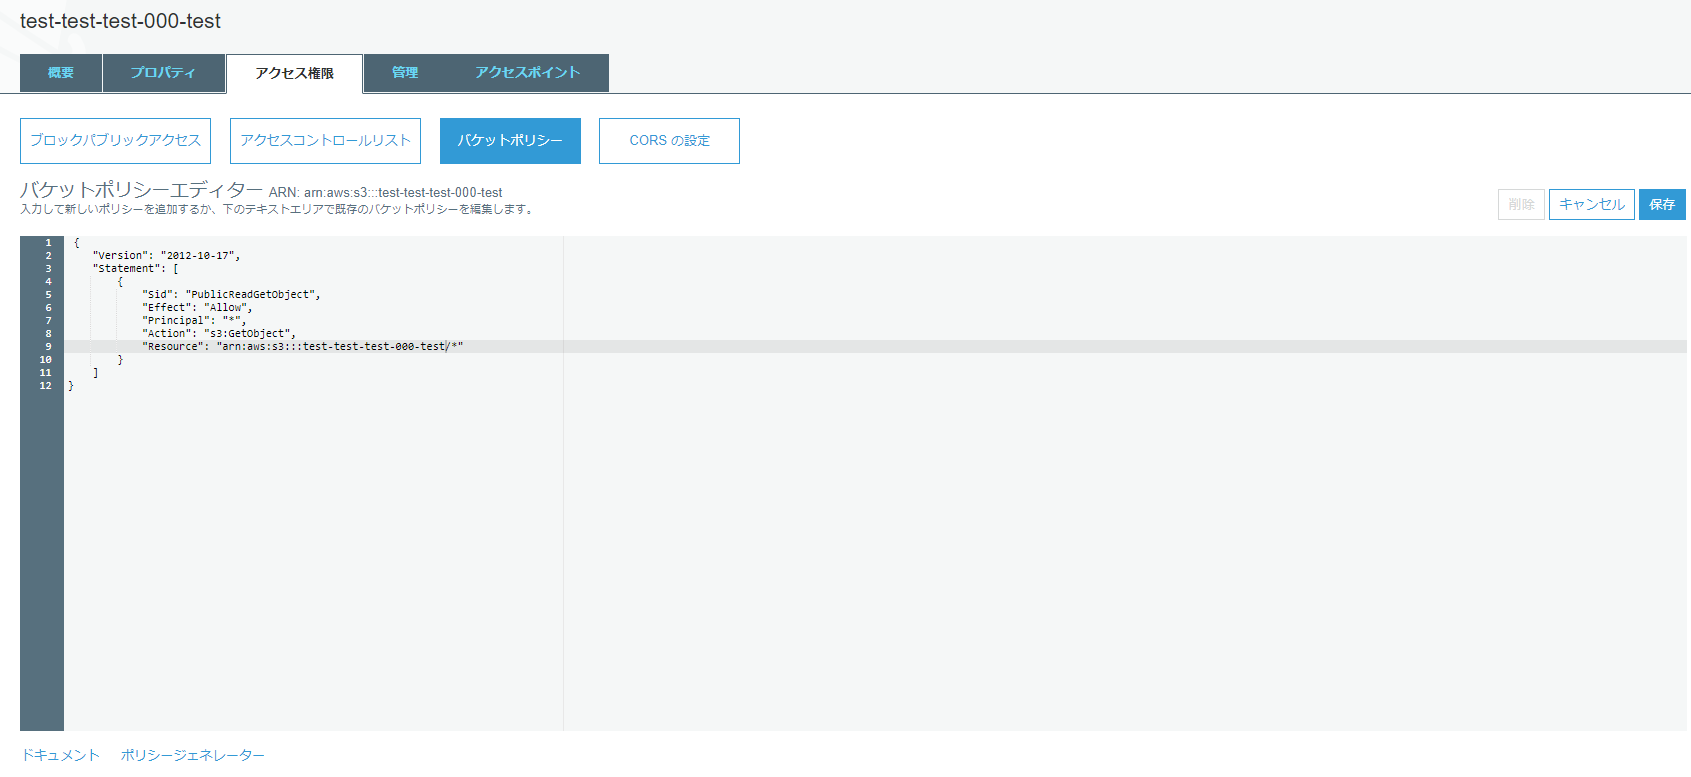 test-test-test-000-test
概要 プロパティ アクセス権限 管理 アクセスポイント
ブロックパブリックアクセス アクセスコントロールリスト バケットポリシー CORS の設定
バケットポリシーエディター ARN: arn:aws:s3:::test-test-test-000-test
入力して新しいポリシーを追加するか、下のテキストエリアで既存のバケットポリシーを編集します。
削除 キャンセル 保存
1 {
2 "Version": "2012-10-17",
3 "Statement": [
4 {
5 "Sid": "PublicReadGetObject",
6 "Effect": "Allow",
7 "Principal": "*",
8 "Action": "s3:GetObject",
9 "Resource": "arn:aws:s3:::test-test-test-000-test/*"
10 }
11 ]
12 }
ドキュメント ポリシージェネレーター